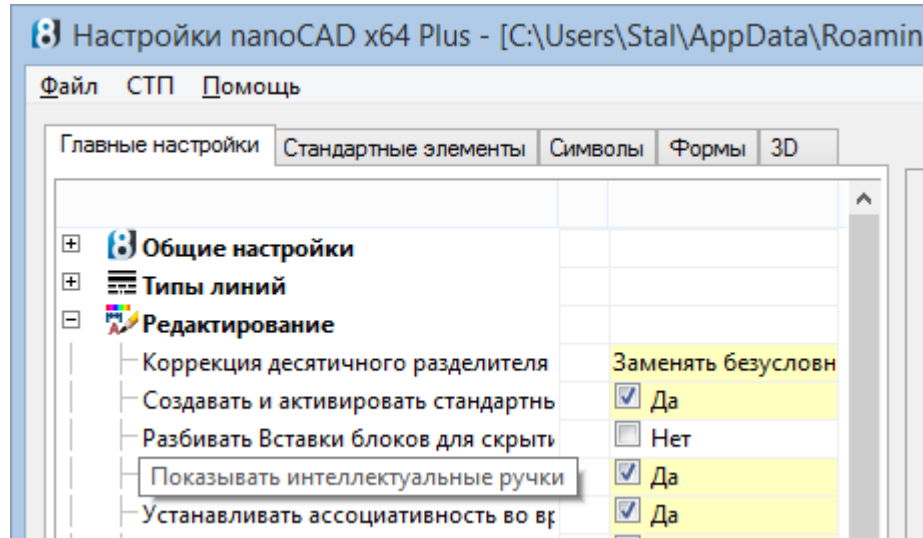 Настройки nanoCAD x64 Plus - [C:\Users\Stal\AppData\Roamin
Файл СТП Помощь
Главные настройки Стандартные элементы Символы Формы 3D
Общие настройки
Типы линий
Редактирование
Коррекция десятичного разделителя Заменять безусловн
Создавать и активировать стандартнь Да
Разбивать Вставки блоков для скрыти Нет
Показывать интеллектуальные ручки Да
Устанавливать ассоциативность во вр Да